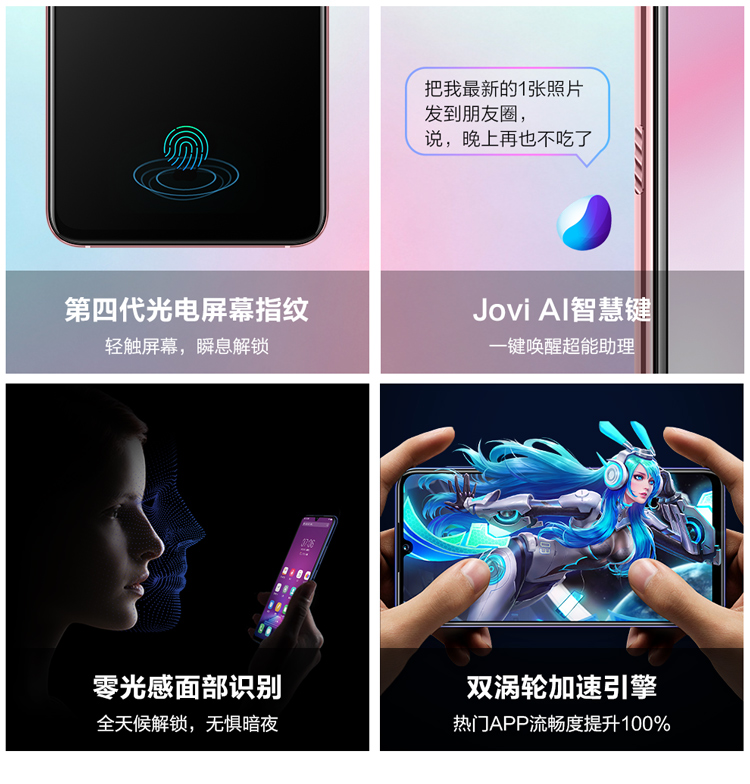 把我最新的1张照片
发到朋友圈，
说，晚上再也不吃了
第四代光电屏幕指纹
轻触屏幕，瞬息解锁
Jovi AI智慧键
一键唤醒超能助理
07:06
零光感面部识别
全天候解锁，无惧暗夜
双涡轮加速引擎
热门APP流畅度提升100%